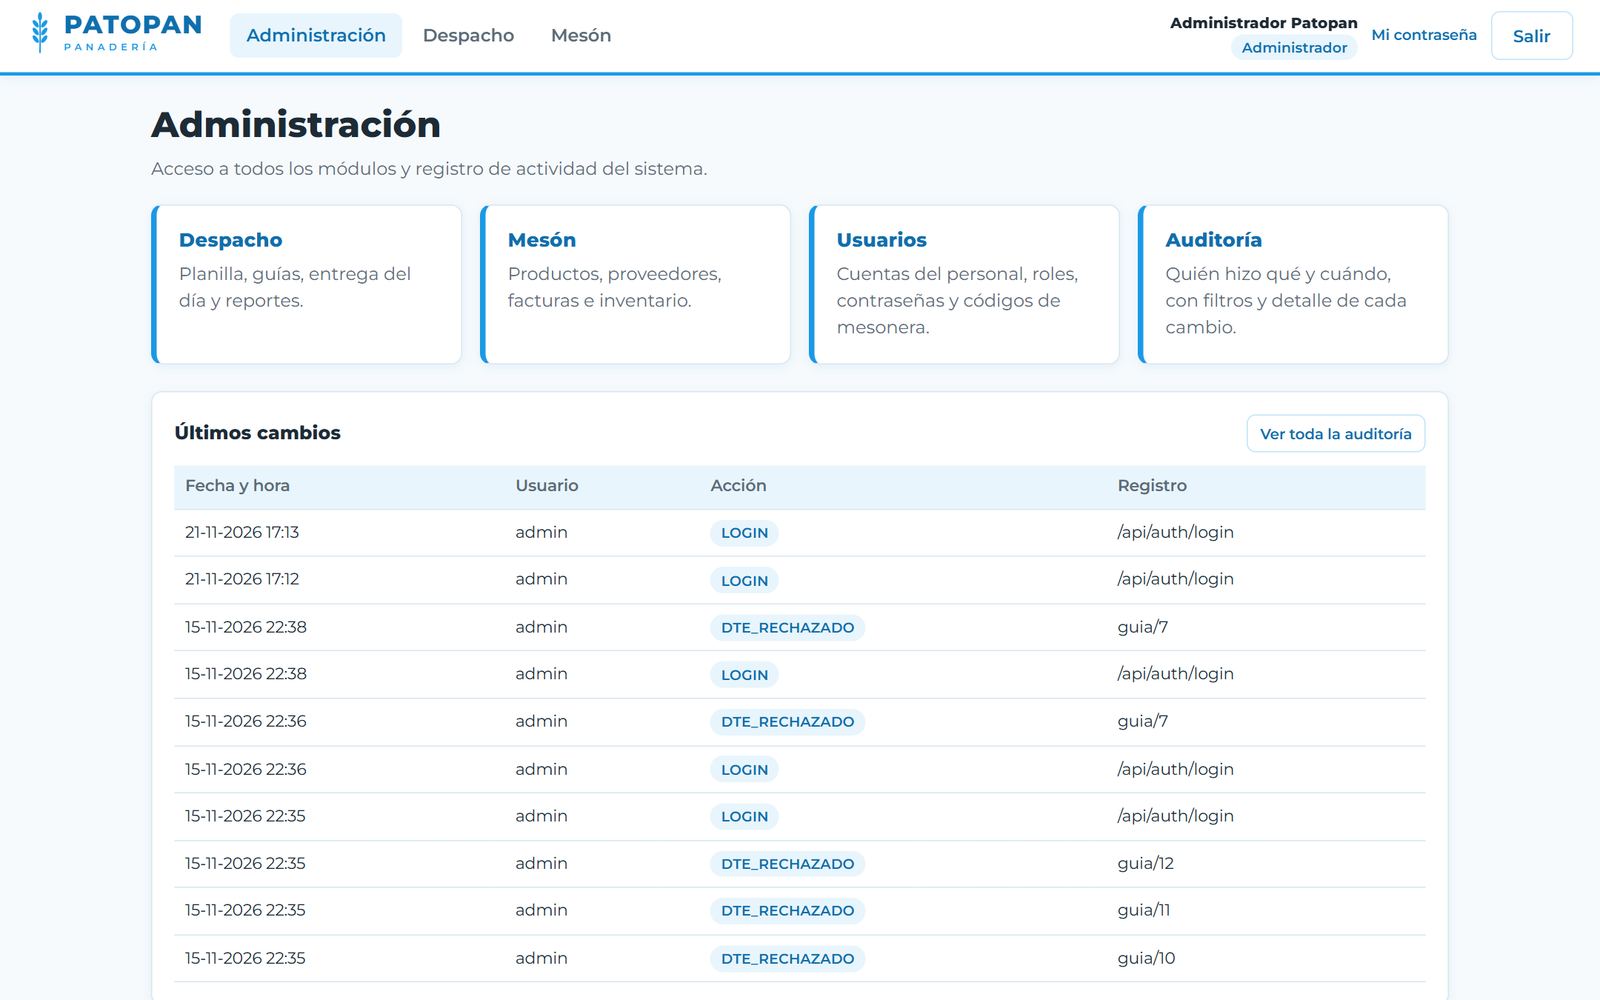 PATOPAN
PANADERÍA
Administración
Despacho
Mesón
Administrador Patopan
Administrador
Mi contraseña
Salir
Administración
Acceso a todos los módulos y registro de actividad del sistema.
Despacho
Planilla, guías, entrega del
día y reportes.
Mesón
Productos, proveedores,
facturas e inventario.
Usuarios
Cuentas del personal, roles,
contraseñas y códigos de
mesonera.
Auditoría
Quién hizo qué y cuándo,
con filtros y detalle de cada
cambio.
Últimos cambios
Ver toda la auditoría
Fecha y hora Usuario Acción Registro
21-11-2026 17:13 admin LOGIN /api/auth/login
21-11-2026 17:12 admin LOGIN /api/auth/login
15-11-2026 22:38 admin DTE_RECHAZADO guia/7
15-11-2026 22:38 admin LOGIN /api/auth/login
15-11-2026 22:36 admin DTE_RECHAZADO guia/7
15-11-2026 22:36 admin LOGIN /api/auth/login
15-11-2026 22:35 admin LOGIN /api/auth/login
15-11-2026 22:35 admin DTE_RECHAZADO guia/12
15-11-2026 22:35 admin DTE_RECHAZADO guia/11
15-11-2026 22:35 admin DTE_RECHAZADO guia/10